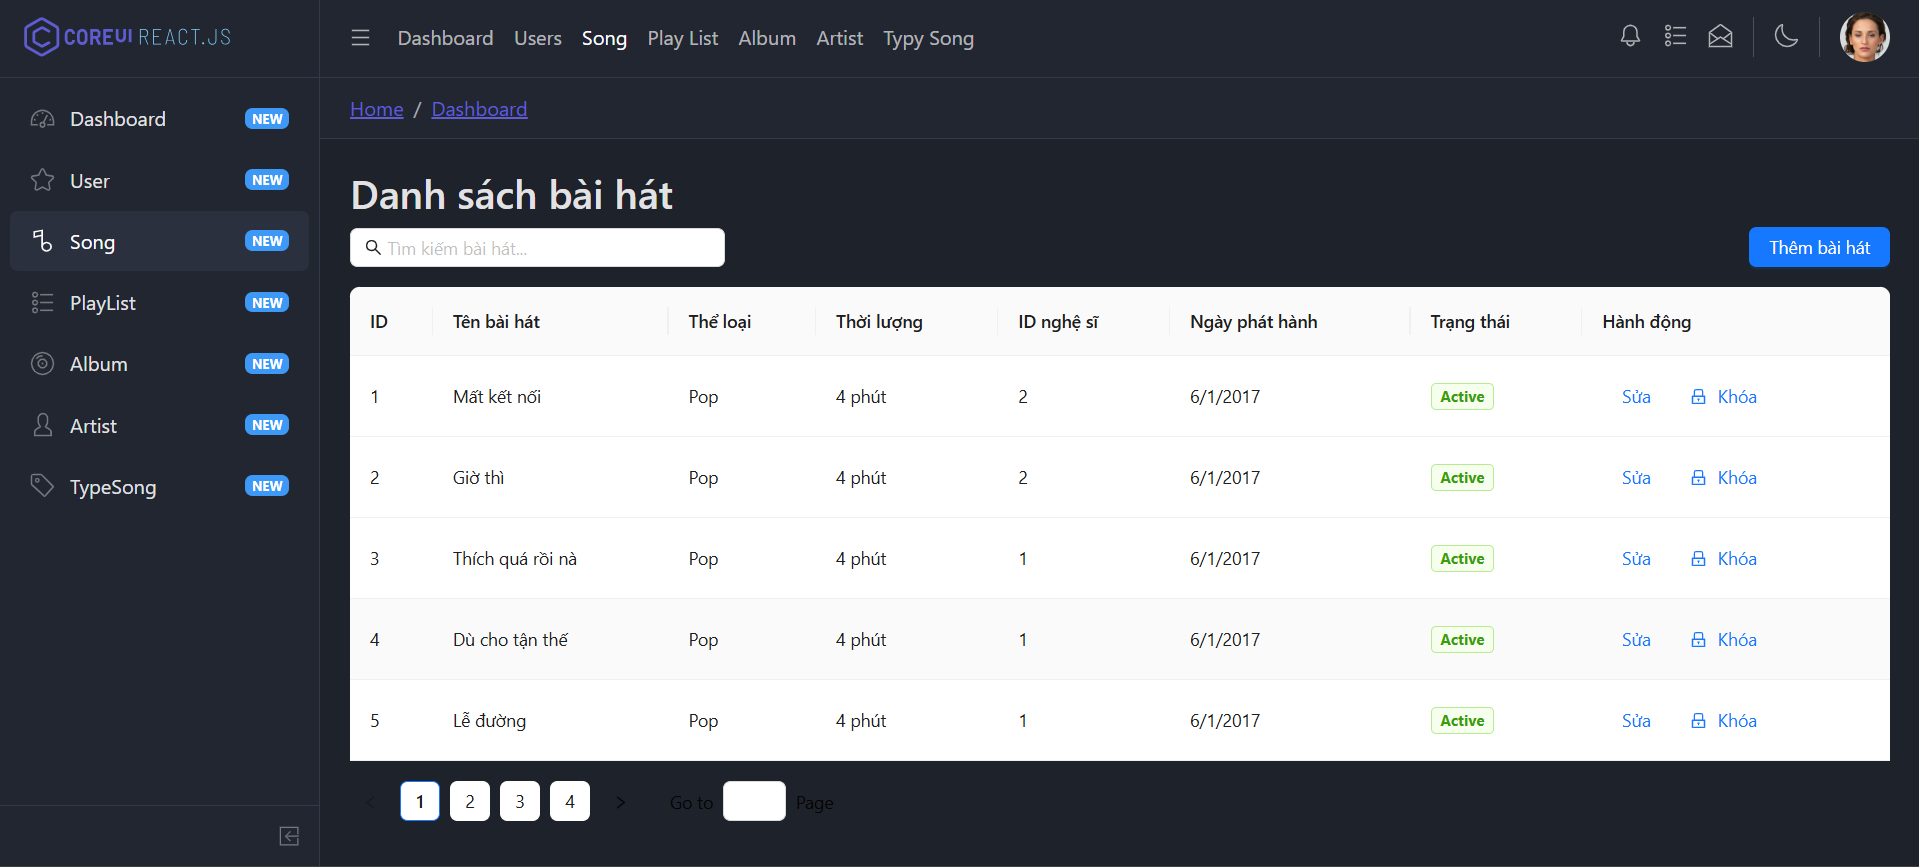 COREUI REACT.JS
Dashboard Users Song Play List Album Artist Typy Song
Dashboard NEW
User NEW
Song NEW
PlayList NEW
Album NEW
Artist NEW
TypeSong NEW
Home / Dashboard
Danh sách bài hát
Tìm kiếm bài hát...
Thêm bài hát
ID Tên bài hát Thể loại Thời lượng ID nghệ sĩ Ngày phát hành Trạng thái Hành động
1 Mất kết nối Pop 4 phút 2 6/1/2017 Active Sửa Khóa
2 Giờ thì Pop 4 phút 2 6/1/2017 Active Sửa Khóa
3 Thích quá rồi nà Pop 4 phút 1 6/1/2017 Active Sửa Khóa
4 Dù cho tận thế Pop 4 phút 1 6/1/2017 Active Sửa Khóa
5 Lễ đường Pop 4 phút 1 6/1/2017 Active Sửa Khóa
1 2 3 4 Go to Page